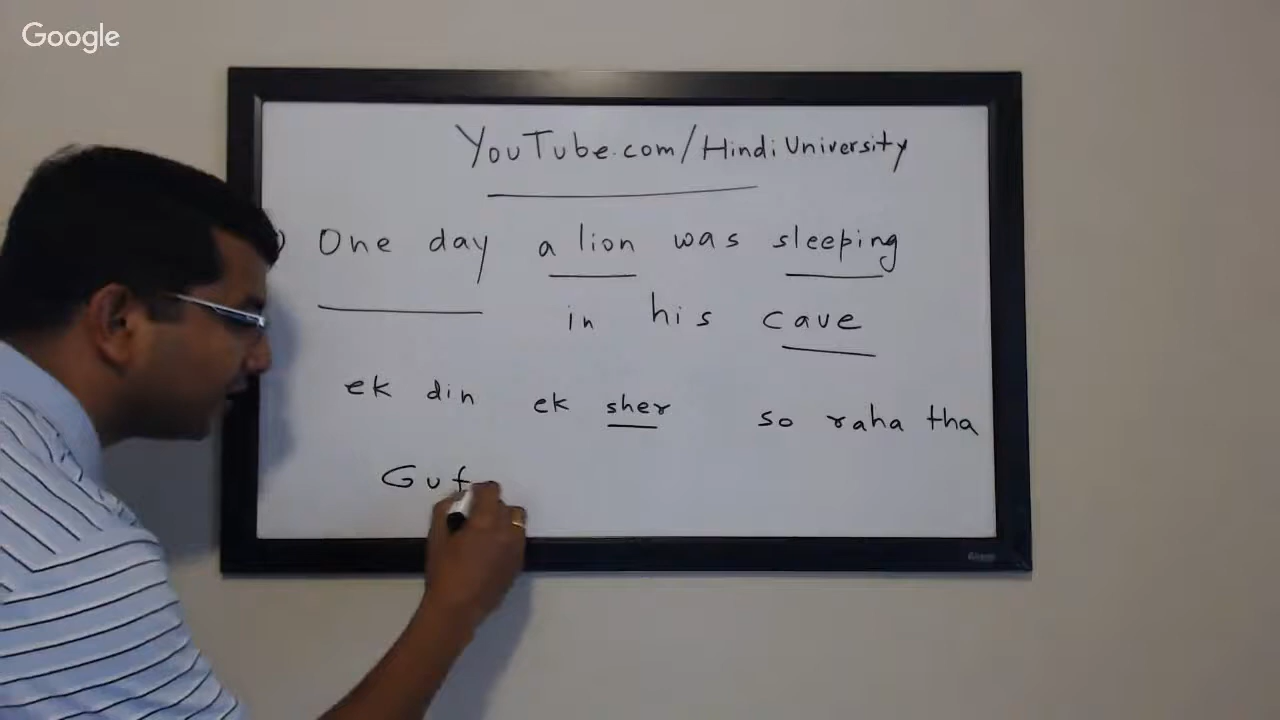 Google
YouTube.com/HindiUniversity
One day a lion was sleeping
in his cave
ek din ek sher so raha tha
Guf